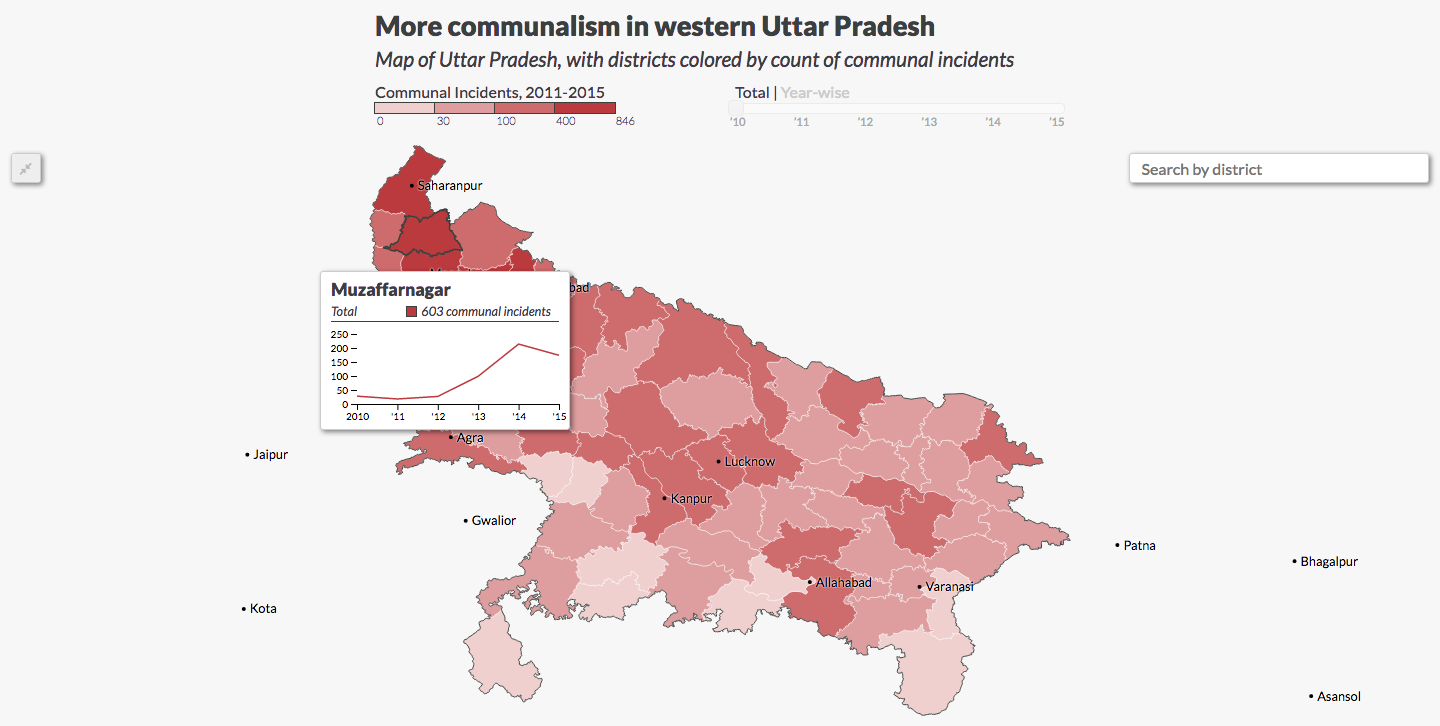 More communalism in western Uttar Pradesh
Map of Uttar Pradesh, with districts colored by count of communal incidents
Communal Incidents, 2011-2015
0 30 100 400 846
Total | Year-wise
'10 '11 '12 '13 '14 '15
Search by district
Saharanpur
bad
Muzaffarnagar
Total 603 communal incidents
250
200
150
100
50
0
2010 '11 '12 '13 '14 '15
Agra
Jaipur
Lucknow
Kanpur
Gwalior
Patna
Bhagalpur
Allahabad
Varanasi
Kota
Asansol